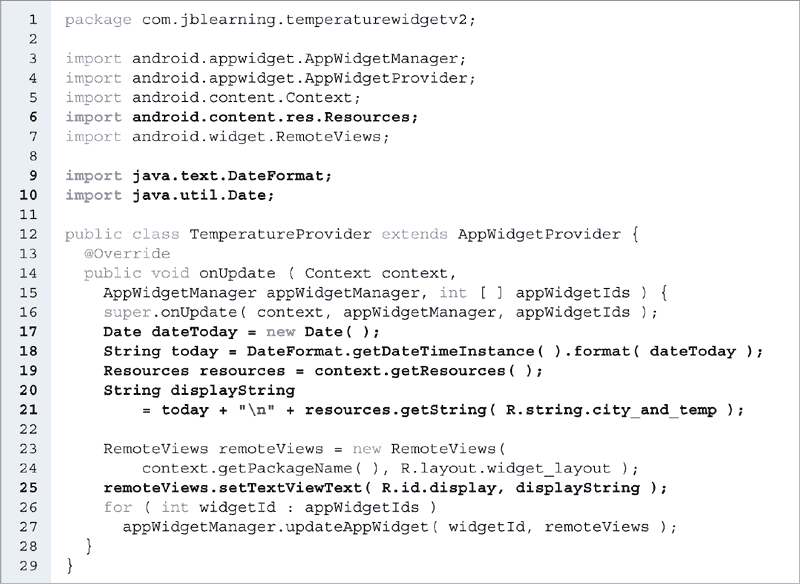 1 package com.jblearning.temperaturewidgetv2;
2
3 import android.appwidget.AppWidgetManager;
4 import android.appwidget.AppWidgetProvider;
5 import android.content.Context;
6 import android.content.res.Resources;
7 import android.widget.RemoteViews;
8
9 import java.text.DateFormat;
10 import java.util.Date;
11
12 public class TemperatureProvider extends AppWidgetProvider {
13   @Override
14   public void onUpdate ( Context context,
15     AppWidgetManager appWidgetManager, int [ ] appWidgetIds ) {
16     super.onUpdate( context, appWidgetManager, appWidgetIds );
17     Date dateToday = new Date( );
18     String today = DateFormat.getDateTimeInstance( ).format( dateToday );
19     Resources resources = context.getResources( );
20     String displayString
21         = today + "\n" + resources.getString( R.string.city_and_temp );
22
23     RemoteViews remoteViews = new RemoteViews(
24         context.getPackageName( ), R.layout.widget_layout );
25     remoteViews.setTextViewText( R.id.display, displayString );
26     for ( int widgetId : appWidgetIds )
27       appWidgetManager.updateAppWidget( widgetId, remoteViews );
28   }
29 }